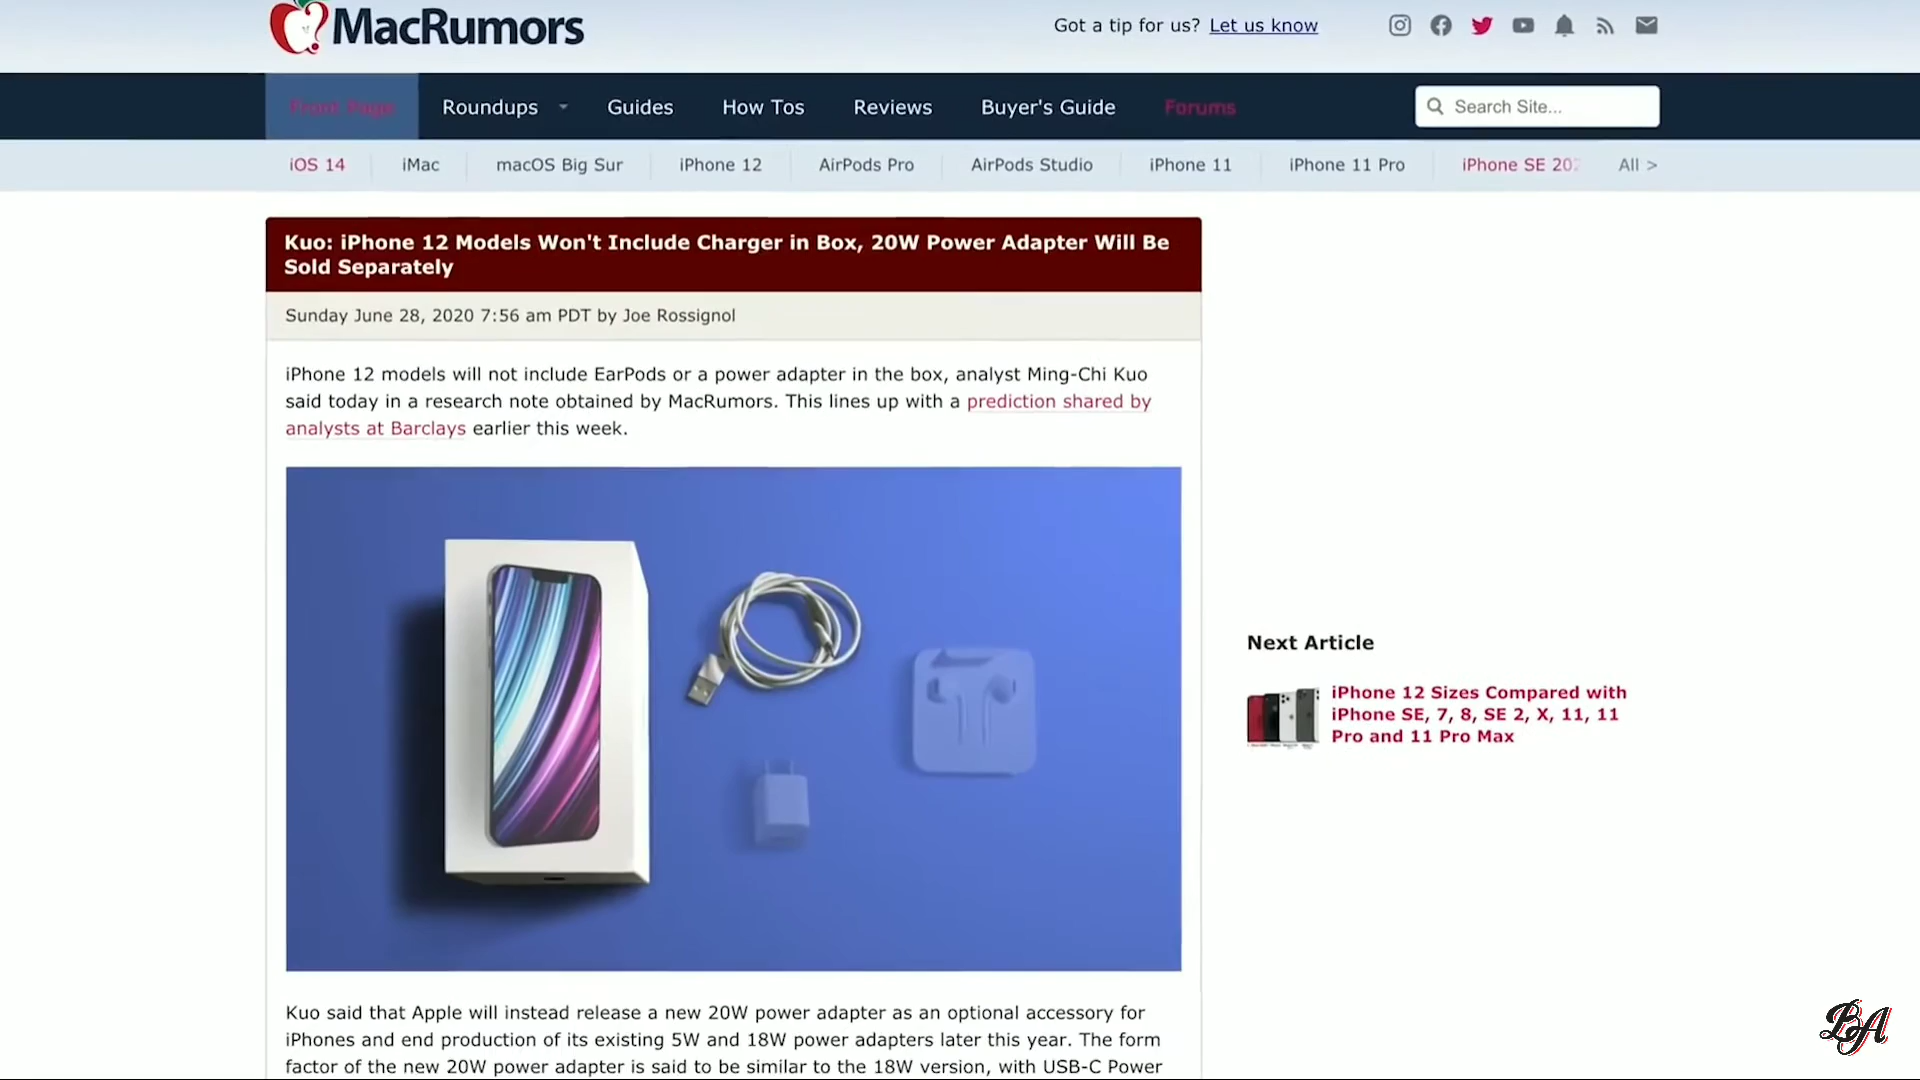 MacRumors
Got a tip for us? Let us know
Front Page Roundups Guides How Tos Reviews Buyer's Guide Forums Search Site...
iOS 14 iMac macOS Big Sur iPhone 12 AirPods Pro AirPods Studio iPhone 11 iPhone 11 Pro iPhone SE 202 All >
Kuo: iPhone 12 Models Won't Include Charger in Box, 20W Power Adapter Will Be
Sold Separately
Sunday June 28, 2020 7:56 am PDT by Joe Rossignol
iPhone 12 models will not include EarPods or a power adapter in the box, analyst Ming-Chi Kuo
said today in a research note obtained by MacRumors. This lines up with a prediction shared by
analysts at Barclays earlier this week.
Next Article
iPhone 12 Sizes Compared with
iPhone SE, 7, 8, SE 2, X, 11, 11
Pro and 11 Pro Max
Kuo said that Apple will instead release a new 20W power adapter as an optional accessory for
iPhones and end production of its existing 5W and 18W power adapters later this year. The form
factor of the new 20W power adapter is said to be similar to the 18W version, with USB-C Power
BA